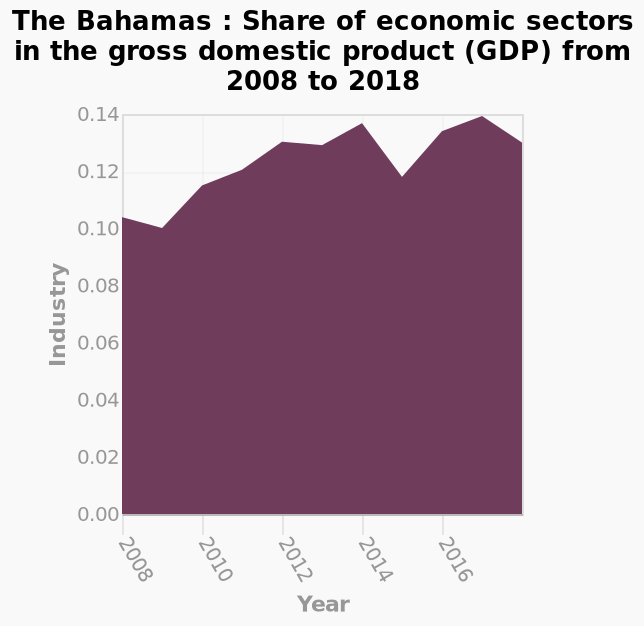 The Bahamas : Share of economic sectors
in the gross domestic product (GDP) from
2008 to 2018
0.14
0.12
0.10
0.08
0.06
0.04
0.02
0.00
Industry
2008
2010
2012
2014
2016
Year